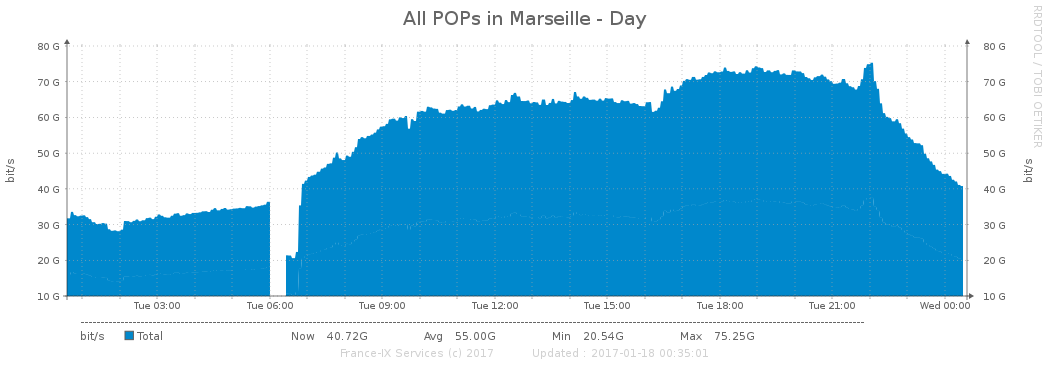 All POPs in Marseille - Day
RRDTOOL / TOBI OETIKER
bit/s
80 G 80 G
70 G 70 G
60 G 60 G
50 G 50 G
40 G 40 G
30 G 30 G
20 G 20 G
10 G 10 G
bit/s
Tue 03:00 Tue 06:00 Tue 09:00 Tue 12:00 Tue 15:00 Tue 18:00 Tue 21:00 Wed 00:00
bit/s Total Now 40.72G Avg 55.00G Min 20.54G Max 75.25G
France-IX Services (c) 2017 Updated : 2017-01-18 00:35:01